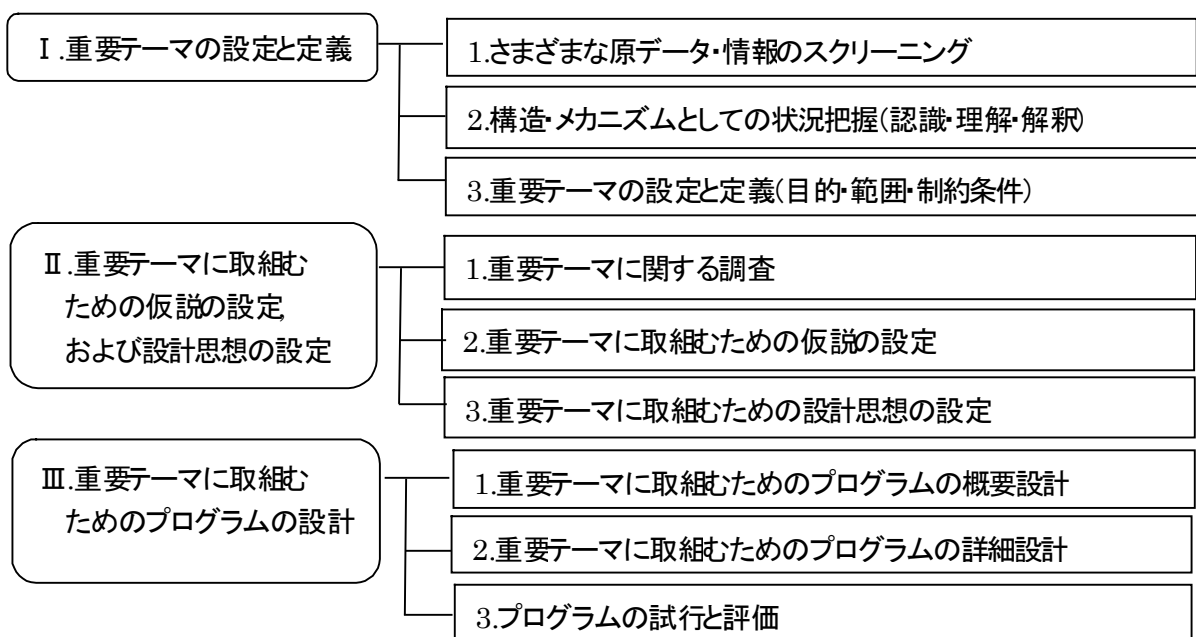 Ⅰ.重要テーマの設定と定義
1.さまざまな原データ・情報のスクリーニング
2.構造・メカニズムとしての状況把握(認識・理解・解釈)
3.重要テーマの設定と定義(目的・範囲・制約条件)
Ⅱ.重要テーマに取組む
ための仮説の設定,
および設計思想の設定
1.重要テーマに関する調査
2.重要テーマに取組むための仮説の設定
3.重要テーマに取組むための設計思想の設定
Ⅲ.重要テーマに取組む
ためのプログラムの設計
1.重要テーマに取組むためのプログラムの概要設計
2.重要テーマに取組むためのプログラムの詳細設計
3.プログラムの試行と評価